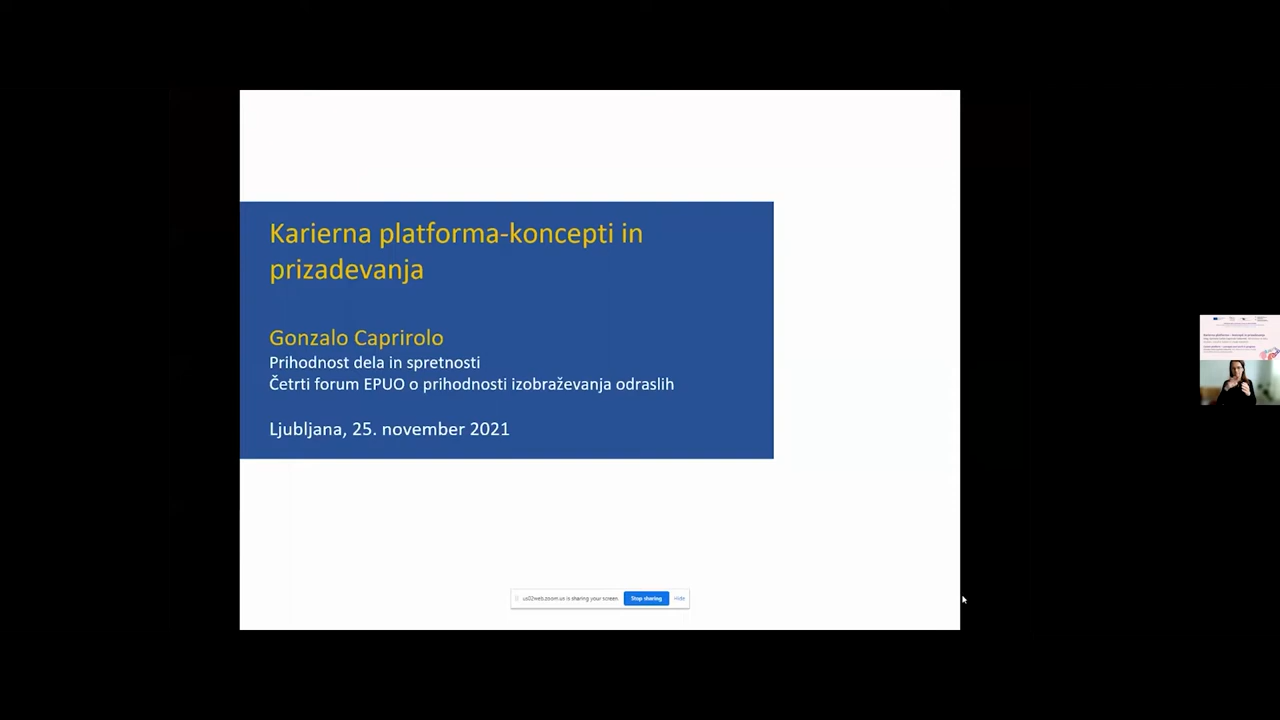 Karierna platforma-koncepti in
prizadevanja
Gonzalo Caprirolo
Prihodnost dela in spretnosti
Četrti forum EPUO o prihodnosti izobraževanja odraslih
Ljubljana, 25. november 2021
us02web.zoom.us is sharing your screen.
Stop sharing
Hide